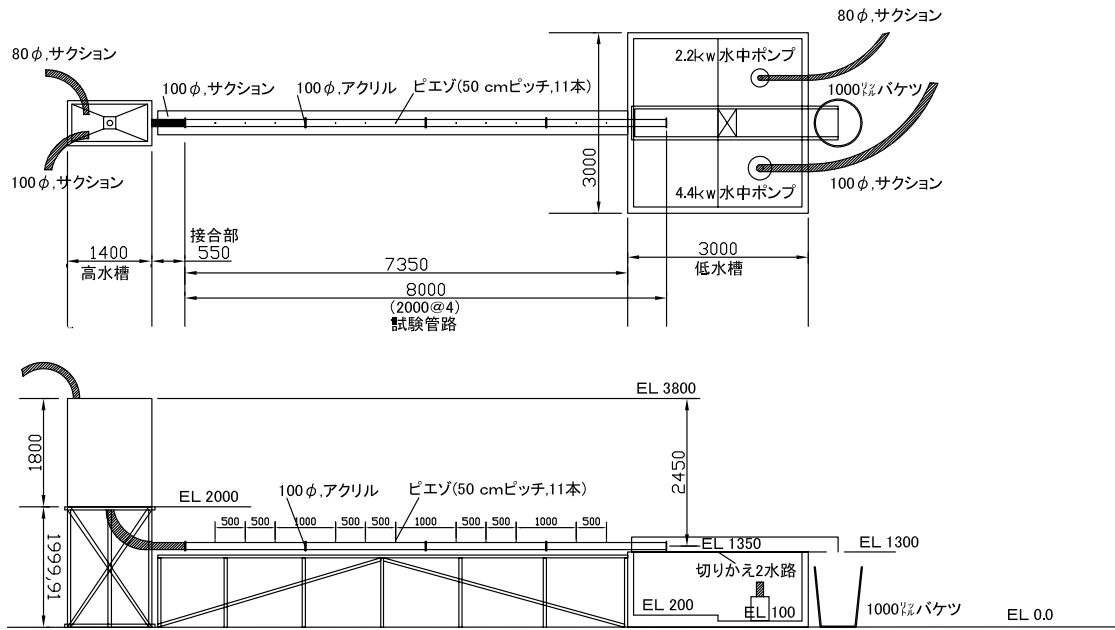 80φ,サクション
80φ,サクション
2.2kw 水中ポンプ
100φ,サクション
100φ,アクリル
ピエゾ(50 cmピッチ,11本)
1000リットルバケツ
3000
100φ,サクション
4.4kw 水中ポンプ
100φ,サクション
接合部
1400
550
3000
高水槽
7350
低水槽
8000
(2000@4)
試験管路
EL 3800
1800
2450
100φ,アクリル
ピエゾ(50 cmピッチ,11本)
EL 2000
500
500
1000
500
500
1000
500
500
1000
500
1999,91
EL 1350
EL 1300
切りかえ2水路
EL 200
EL 100
1000リットルバケツ
EL 0.0